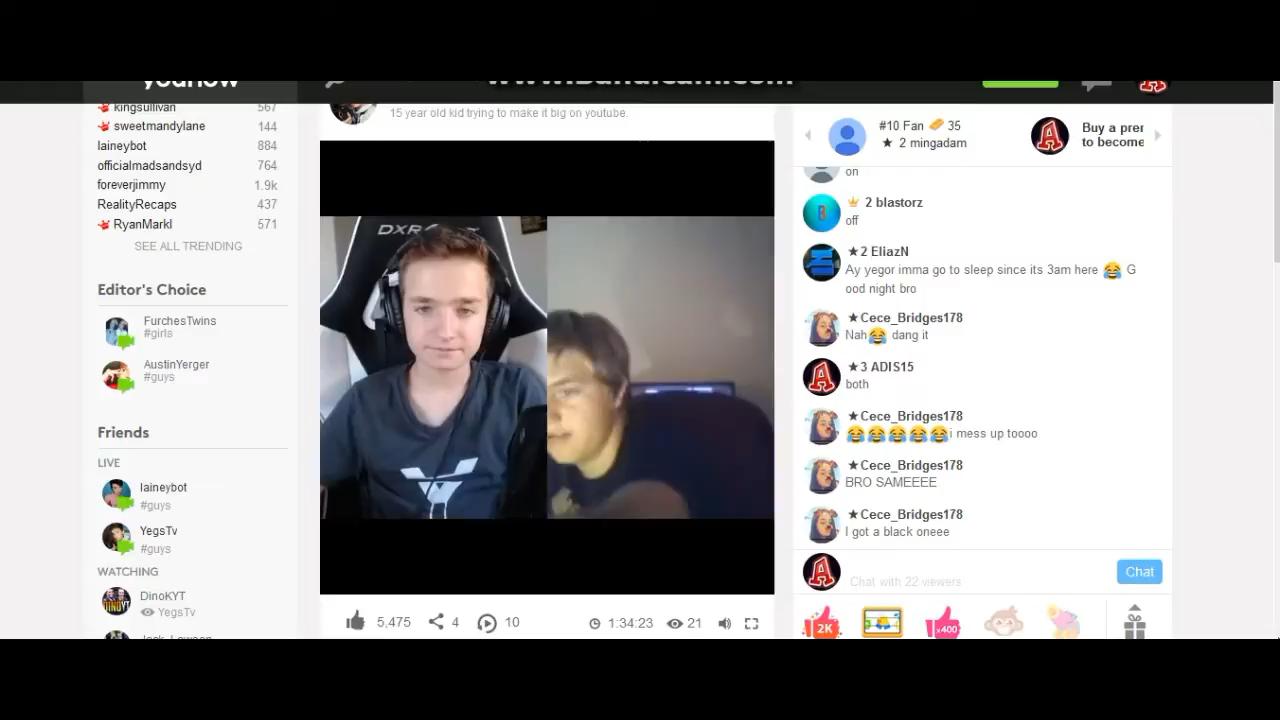 younow
www.Bandicam.com
kingsullivan 567
sweetmandylane 144
laineybot 884
officialmadsandsyd 764
foreverjimmy 1.9k
RealityRecaps 437
RyanMarkl 571
SEE ALL TRENDING
Editor's Choice
FurchesTwins
#girls
AustinYerger
#guys
Friends
LIVE
laineybot
#guys
YegsTv
#guys
WATCHING
DinoKYT
YegsTv
15 year old kid trying to make it big on youtube.
DXR
5,475 4 10 1:34:23 21
#10 Fan 35
★ 2 mingadam
Buy a prer
to become
on
2 blastorz
off
★2 EliazN
Ay yegor imma go to sleep since its 3am here 😂 G
ood night bro
★Cece_Bridges178
Nah😂 dang it
★3 ADIS15
both
★Cece_Bridges178
😂😂😂😂😂i mess up toooo
★Cece_Bridges178
BRO SAMEEEE
★Cece_Bridges178
I got a black oneee
Chat with 22 viewers
Chat
2K
x400